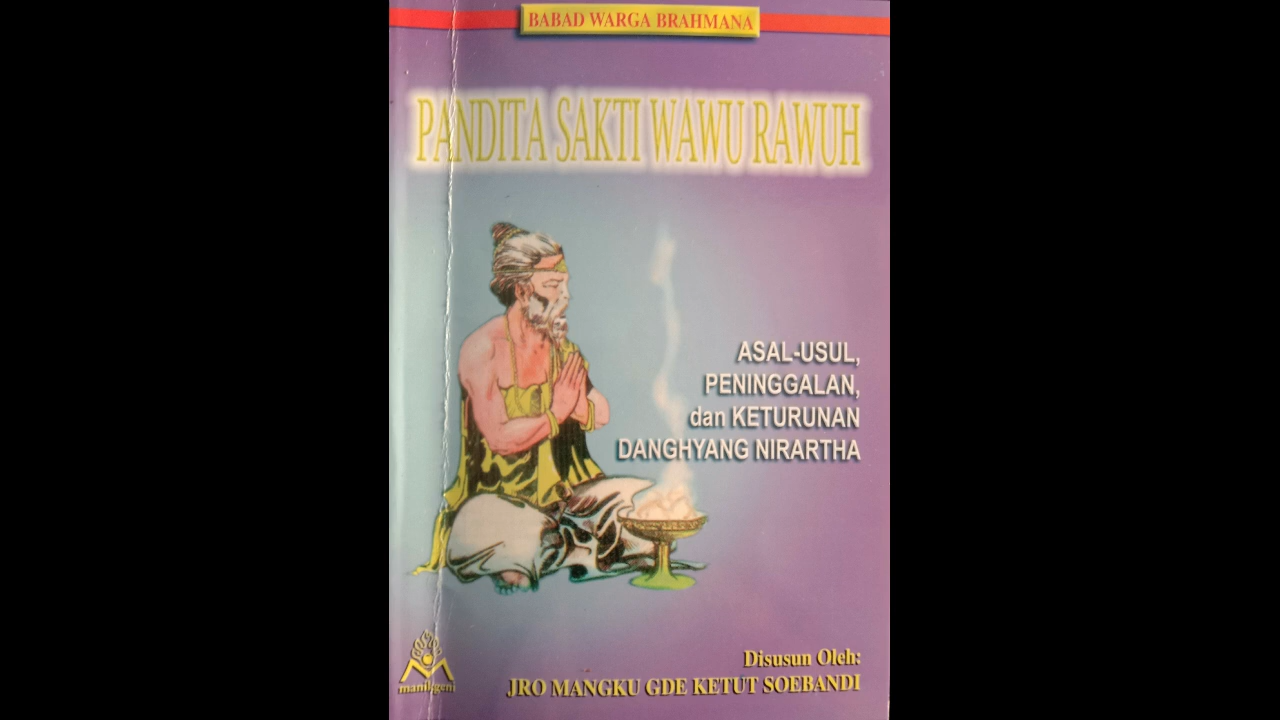 BABAD WARGA BRAHMANA
PANDITA SAKTI WAWU RAWUH
ASAL-USUL,
PENINGGALAN,
dan KETURUNAN
DANGHYANG NIRARTHA
Disusun Oleh:
JRO MANGKU GDE KETUT SOEBANDI
manikgeni